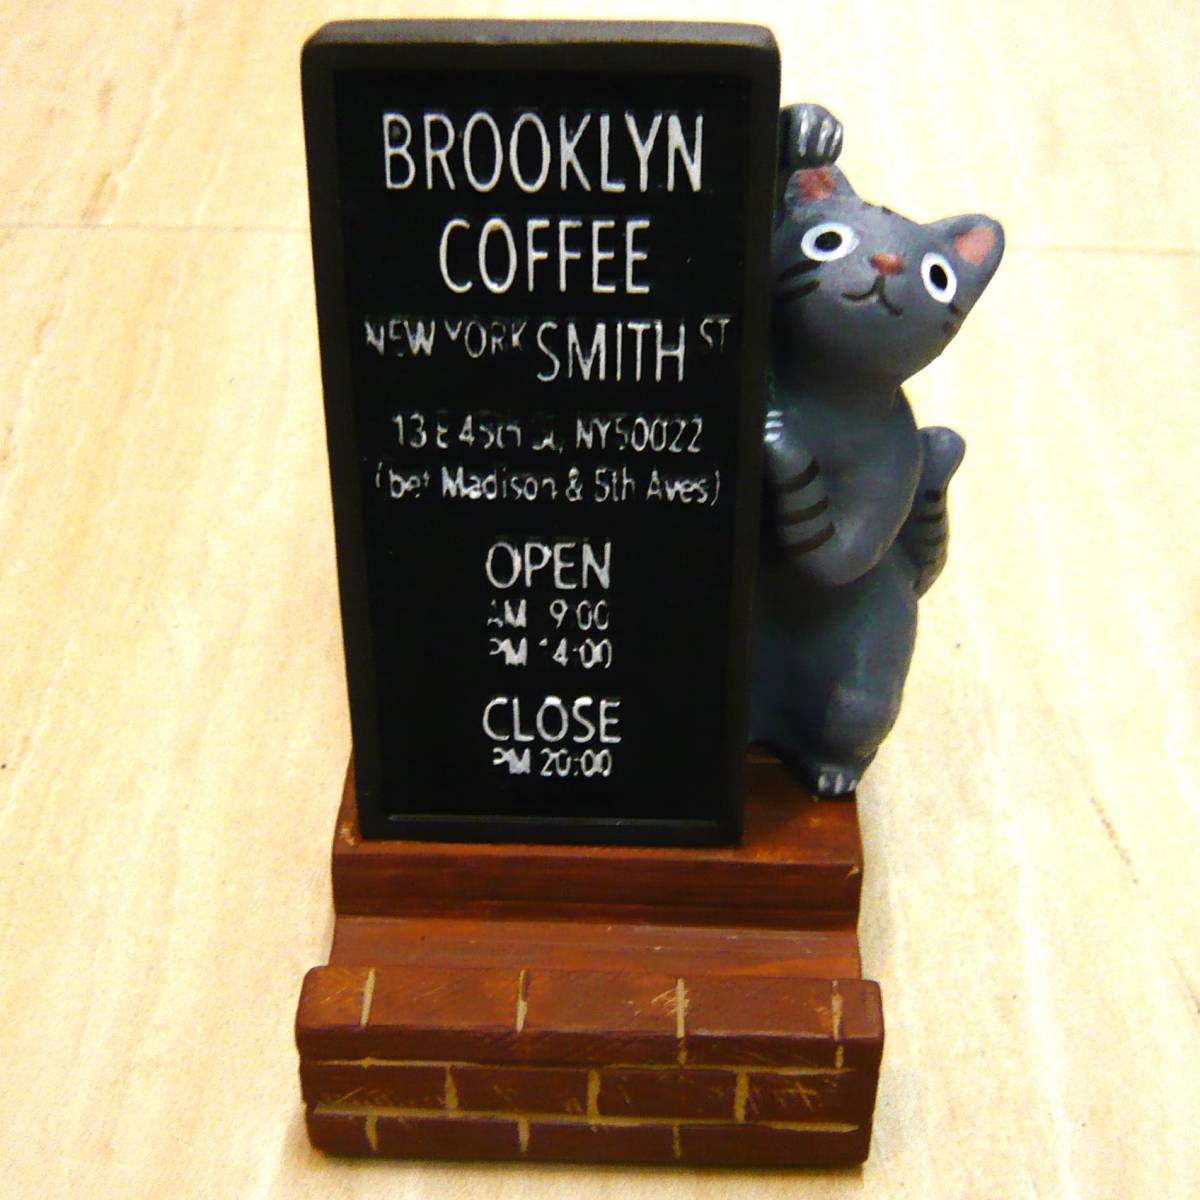 BROOKLYN
COFFEE
NEW YORK SMITH ST
13 E 45th St, NY50022
(bet Madison & 5th Aves)
OPEN
AM 9:00
PM 14:00
CLOSE
PM 20:00